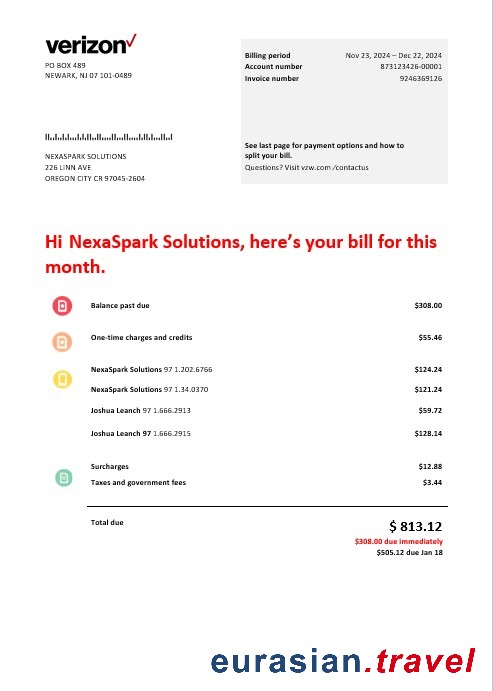 verizon
PO BOX 489
NEWARK, NJ 07 101-0489
Billing period Nov 23, 2024 – Dec 22, 2024
Account number 873123426-00001
Invoice number 9246369126
See last page for payment options and how to
split your bill.
Questions? Visit vzw.com/contactus
NEXASPARK SOLUTIONS
226 LINN AVE
OREGON CITY CR 97045-2604
Hi NexaSpark Solutions, here's your bill for this
month.
Balance past due $308.00
One-time charges and credits $55.46
NexaSpark Solutions 97 1.202.6766 $124.24
NexaSpark Solutions 97 1.34.0370 $121.24
Joshua Leanch 97 1.666.2913 $59.72
Joshua Leanch 97 1.666.2915 $128.14
Surcharges $12.88
Taxes and government fees $3.44
Total due $ 813.12
$308.00 due immediately
$505.12 due Jan 18
eurasian.travel